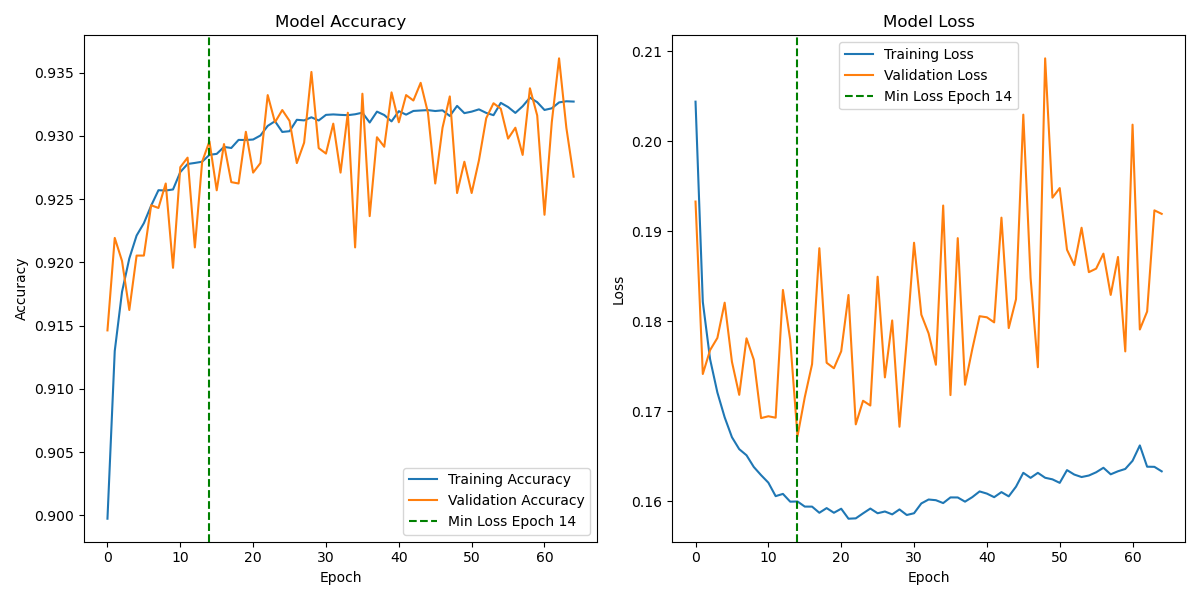 Model Accuracy
0.935
0.930
0.925
0.920
0.915
0.910
0.905
0.900
Accuracy
0 10 20 30 40 50 60
Epoch
Training Accuracy
Validation Accuracy
Min Loss Epoch 14
Model Loss
0.21
0.20
0.19
0.18
0.17
0.16
Loss
0 10 20 30 40 50 60
Epoch
Training Loss
Validation Loss
Min Loss Epoch 14